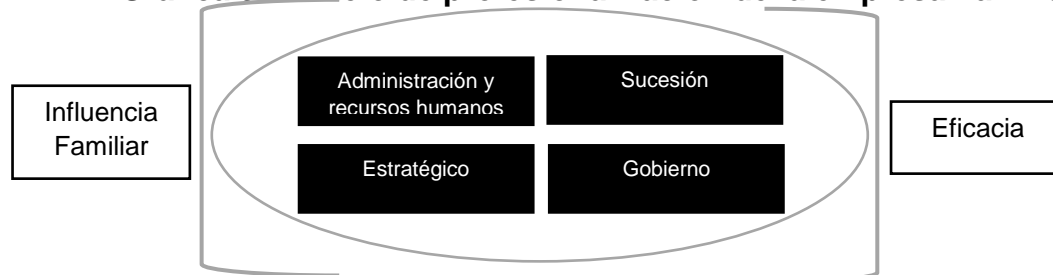 Administración y
recursos humanos
Sucesión
Influencia
Familiar
Eficacia
Estratégico
Gobierno